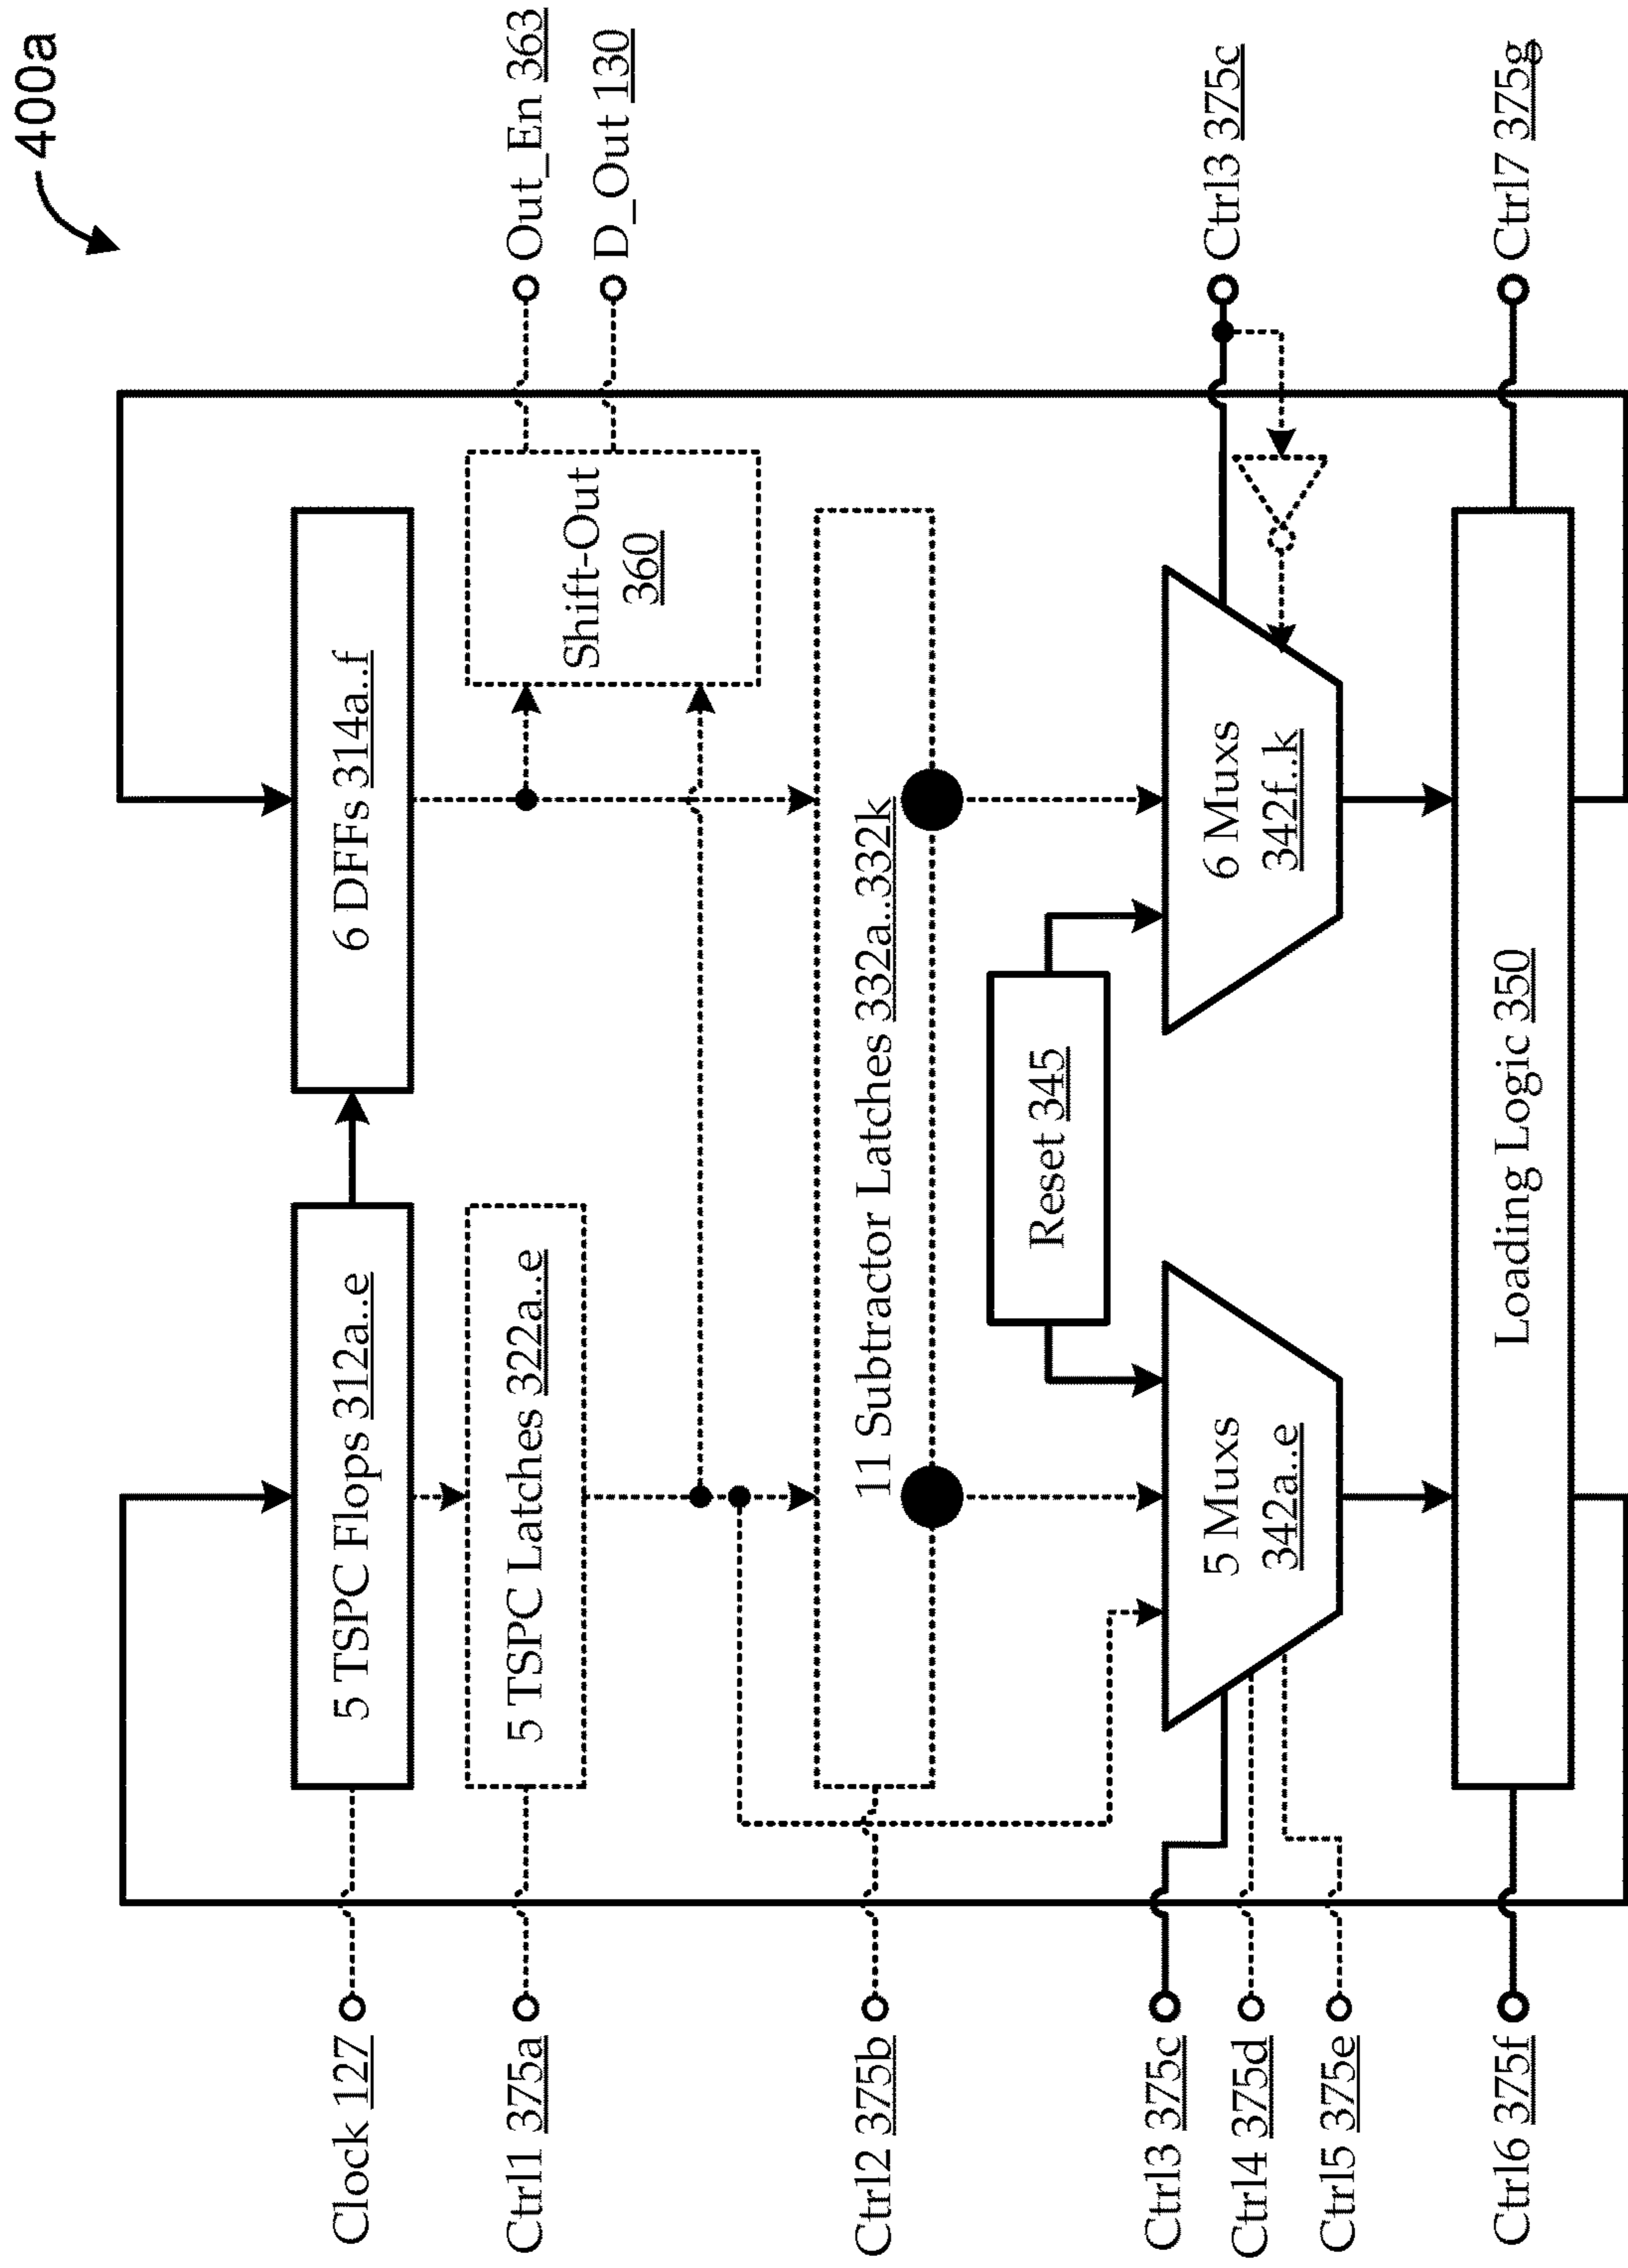 400a
Clock 127
5 TSPC Flops 312a..e
6 DFFs 314a..f
Ctrl1 375a
5 TSPC Latches 322a..e
Shift-Out
360
Out_En 363
D_Out 130
Ctrl2 375b
11 Subtractor Latches 332a..332k
Reset 345
Ctrl3 375c
Ctrl4 375d
Ctrl5 375e
5 Muxs
342a..e
6 Muxs
342f..k
Ctrl3 375c
Ctrl6 375f
Loading Logic 350
Ctrl7 375g